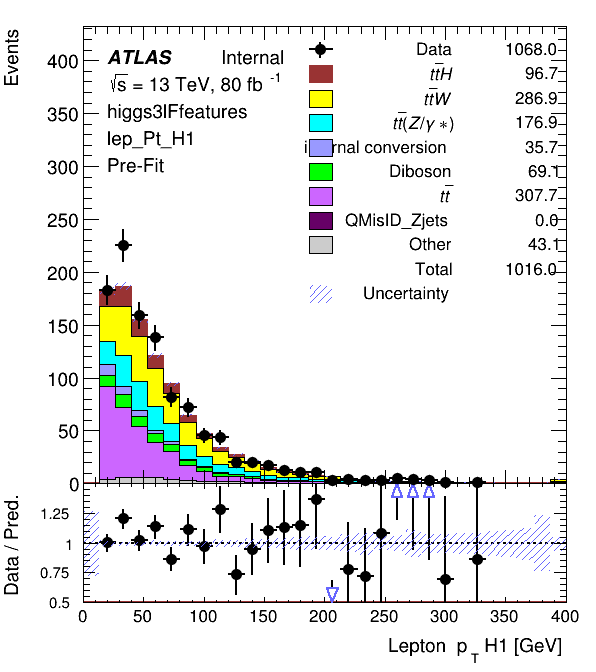 Events
ATLAS Internal
√s = 13 TeV, 80 fb⁻¹
higgs3lFfeatures
lep_Pt_H1
Pre-Fit
Data 1068.0
tt̄H 96.7
tt̄W 286.9
tt̄(Z/γ*) 176.9
internal conversion 35.7
Diboson 69.1
tt̄ 307.7
QMisID_Zjets 0.0
Other 43.1
Total 1016.0
Uncertainty
400
350
300
250
200
150
100
50
0
Data / Pred.
1.25
1
0.75
0.5
0 50 100 150 200 250 300 350 400
Lepton p_T H1 [GeV]